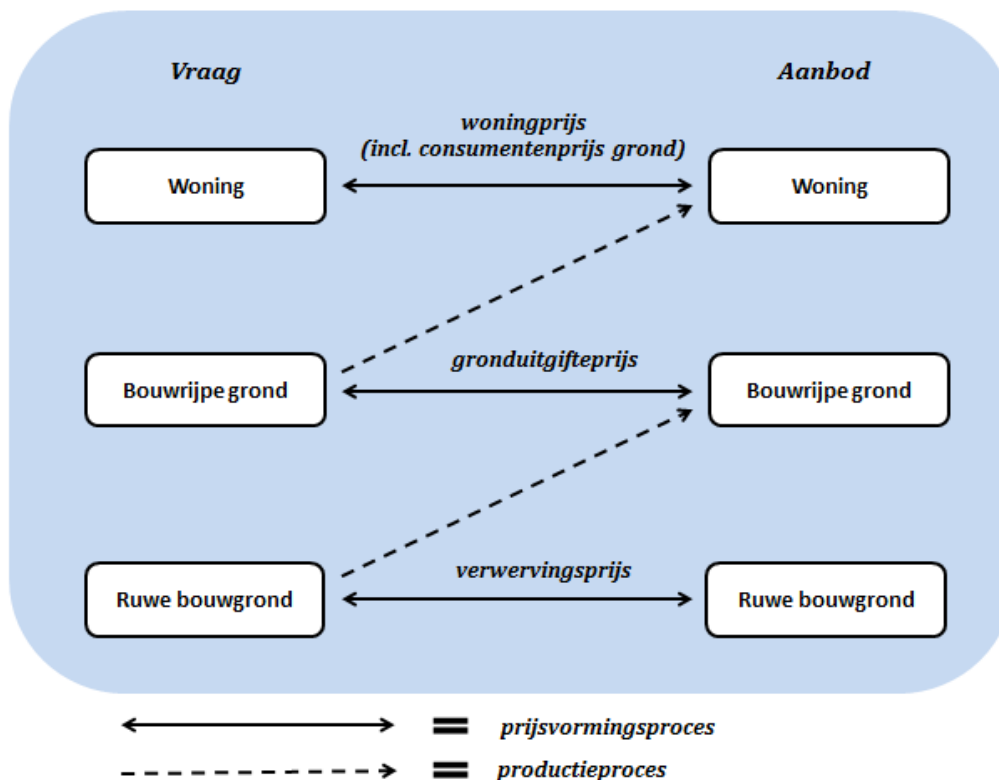 Vraag
Aanbod
woningprijs
(incl. consumentenprijs grond)
Woning
Woning
gronduitgifteprijs
Bouwrijpe grond
Bouwrijpe grond
verwervingsprijs
Ruwe bouwgrond
Ruwe bouwgrond
= prijsvormingsproces
= productieproces